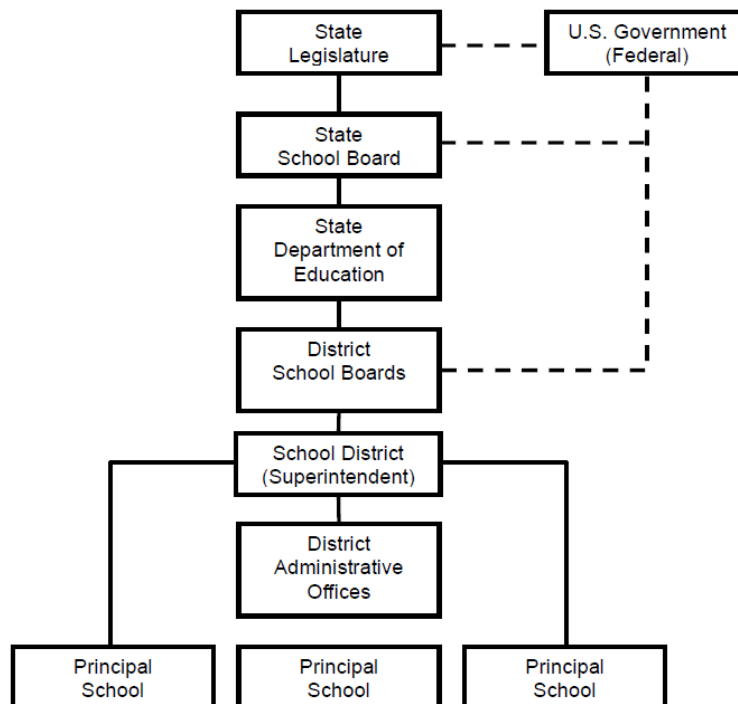 State
Legislature
U.S. Government
(Federal)
State
School Board
State
Department of
Education
District
School Boards
School District
(Superintendent)
District
Administrative
Offices
Principal
School
Principal
School
Principal
School